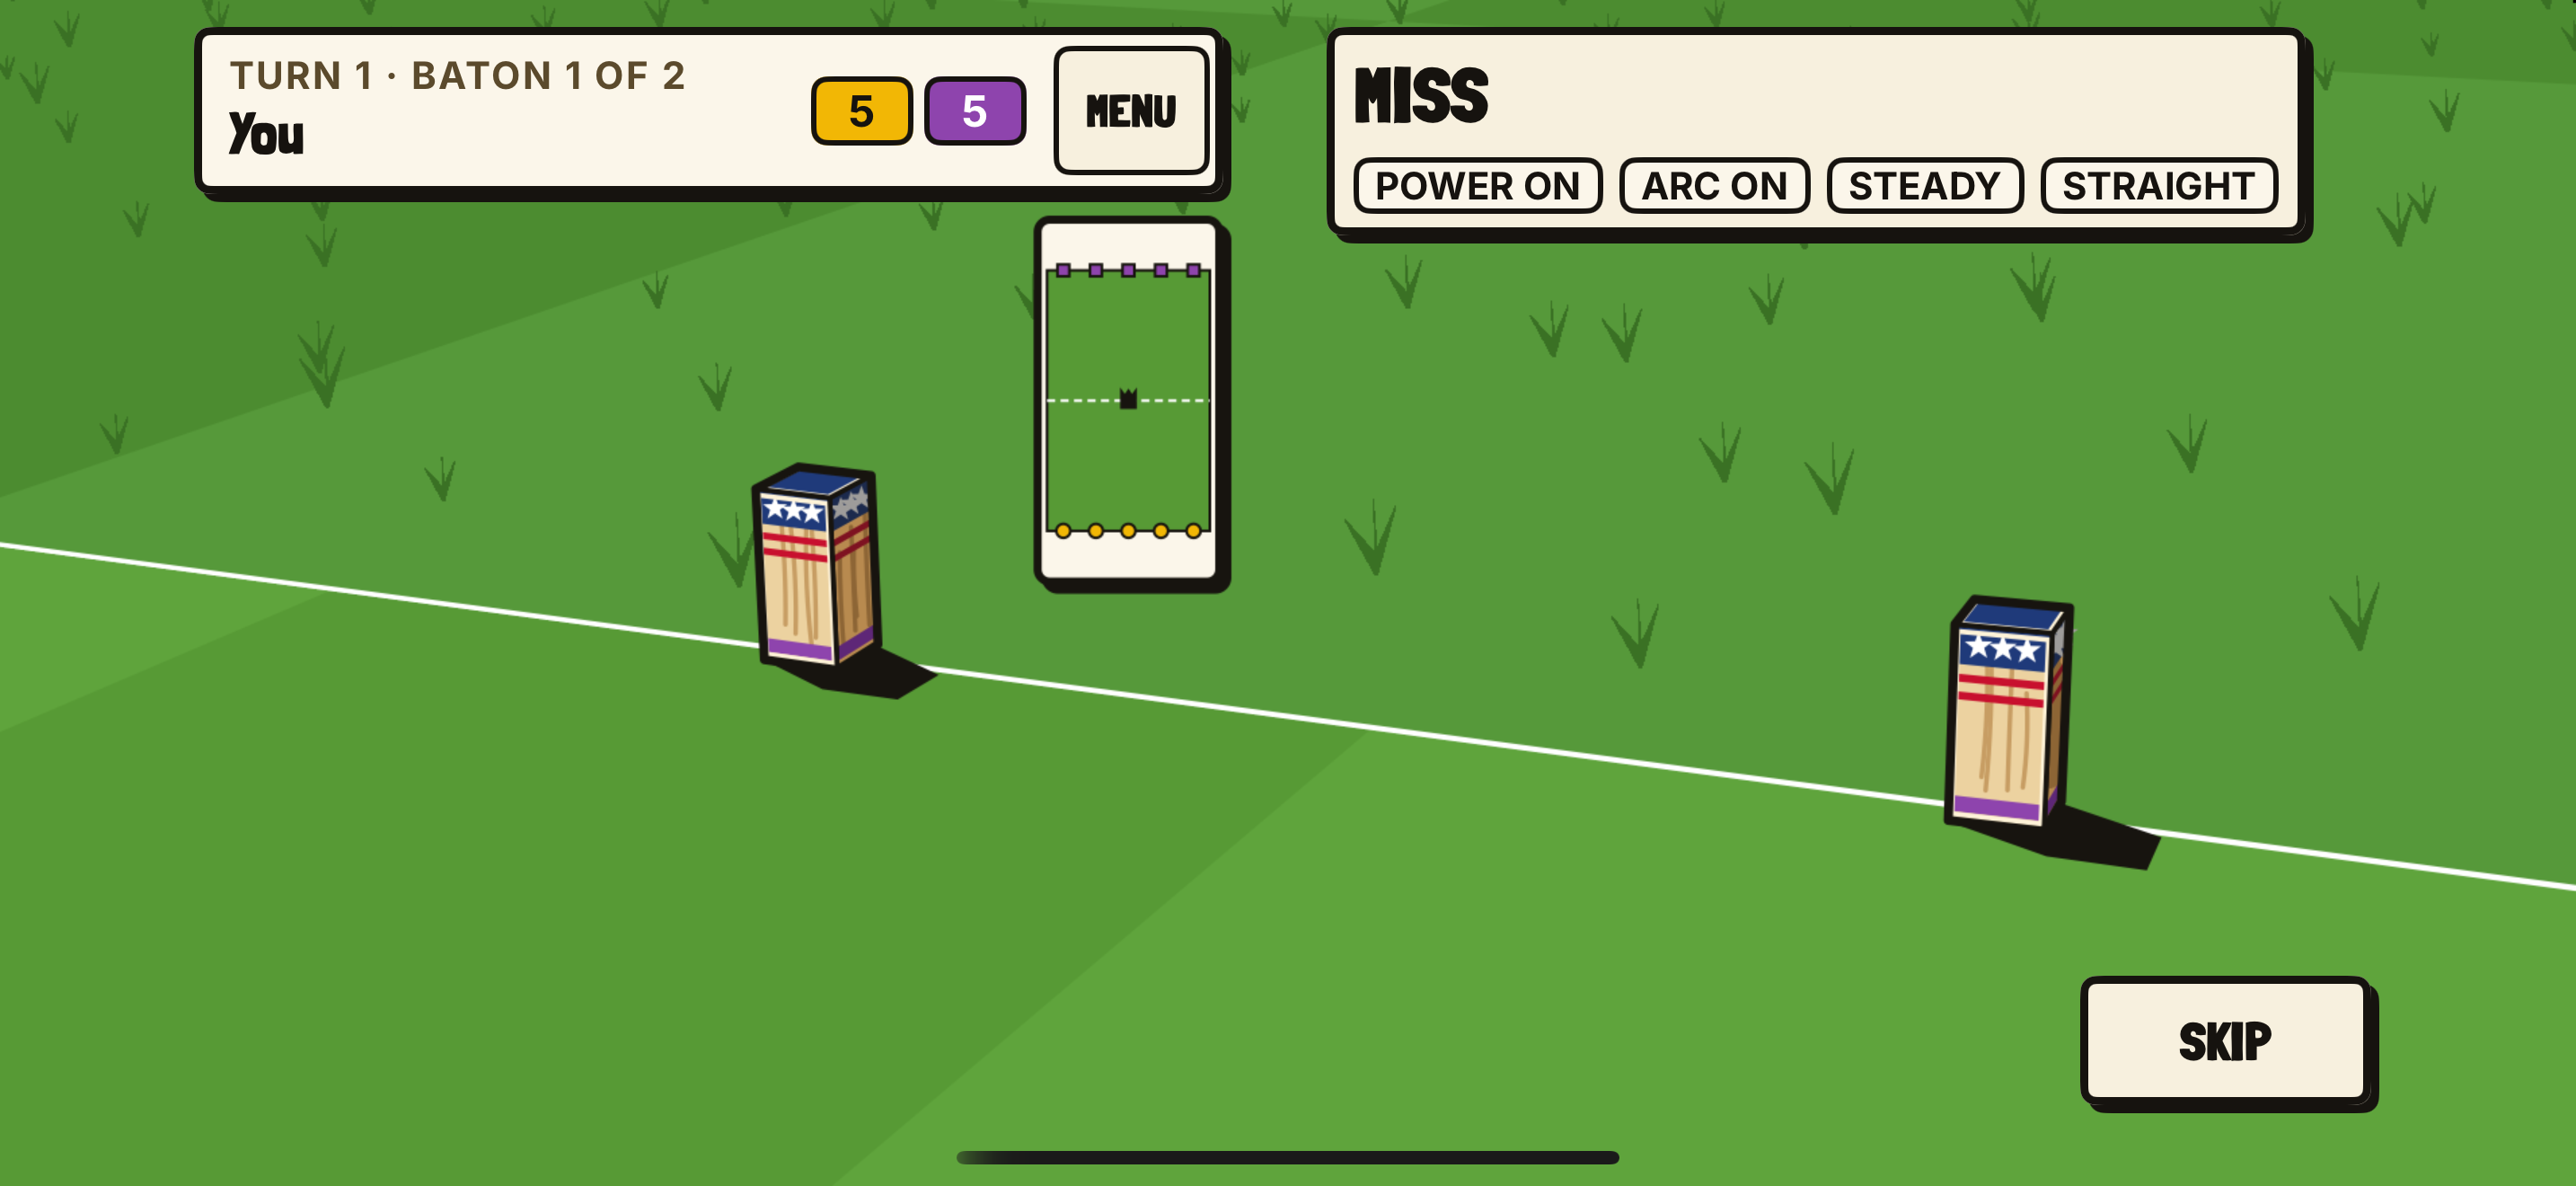 TURN 1 · BATON 1 OF 2
You
5 5
MENU
MISS
POWER ON ARC ON STEADY STRAIGHT
SKIP